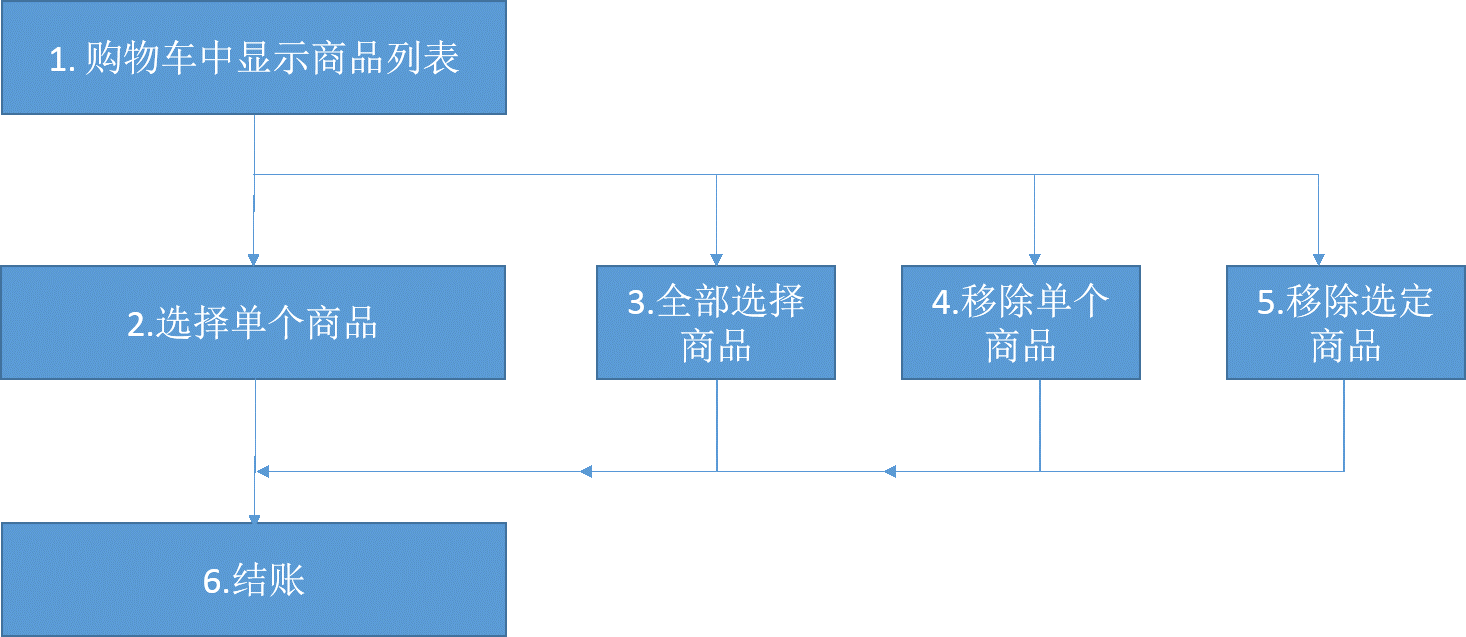 1. 购物车中显示商品列表
2.选择单个商品
3.全部选择
商品
4.移除单个
商品
5.移除选定
商品
6.结账